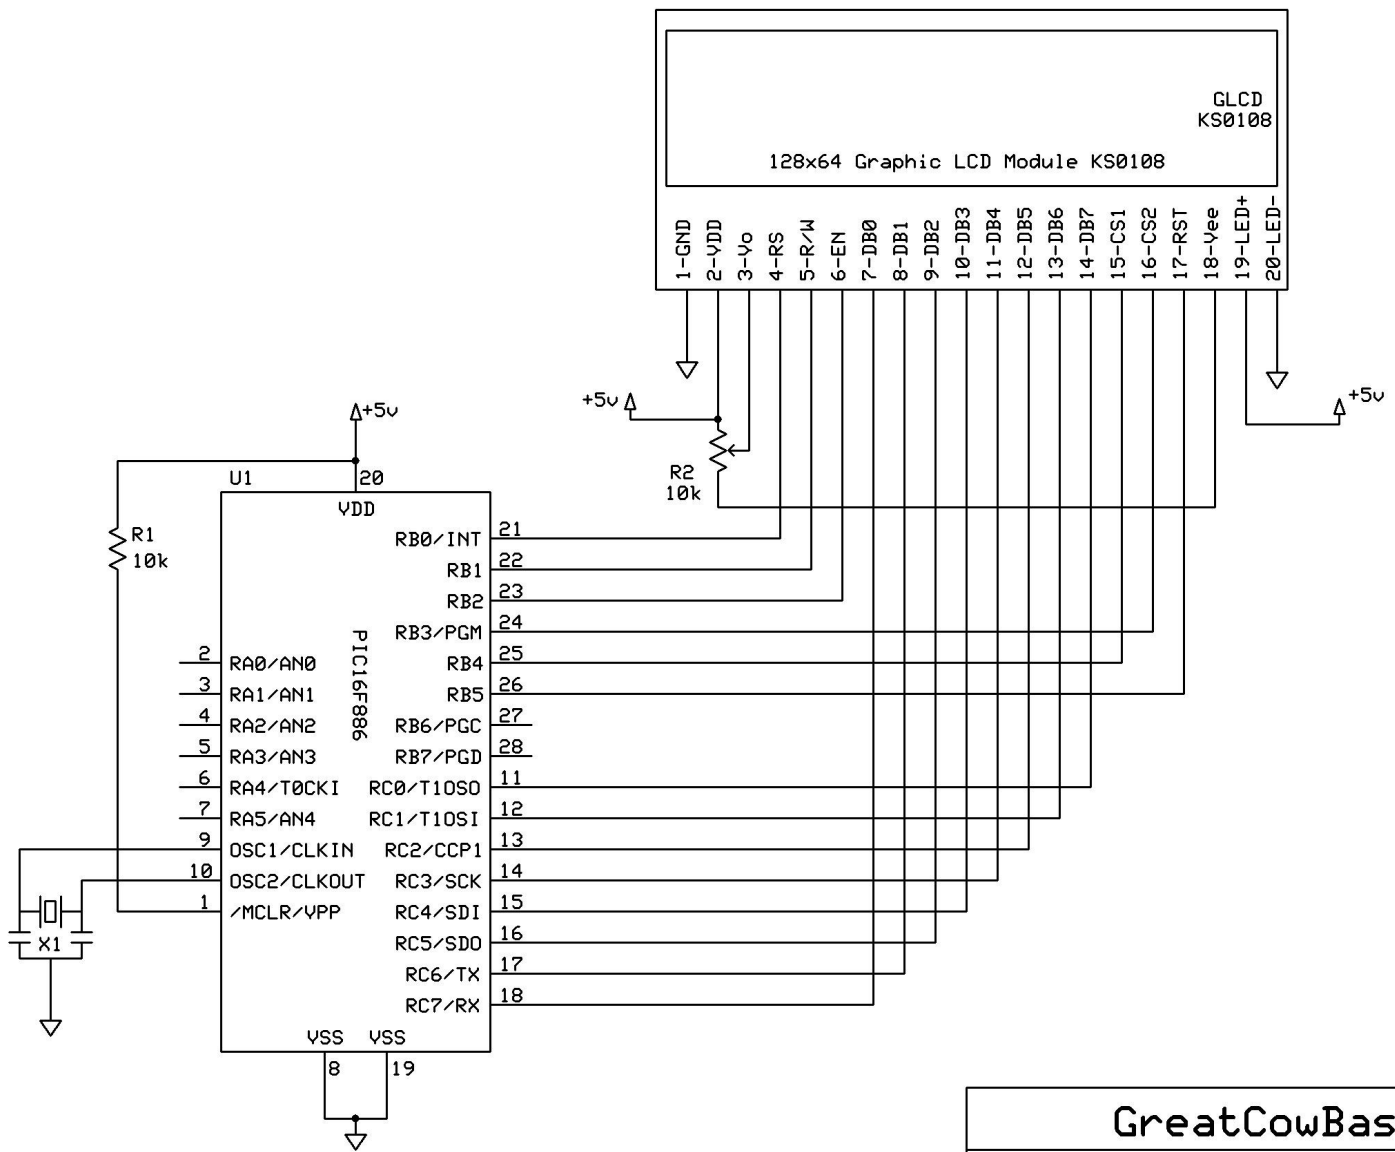 GLCD
KS0108
128x64 Graphic LCD Module KS0108
1-GND
2-VDD
3-Vo
4-RS
5-R/W
6-EN
7-DB0
8-DB1
9-DB2
10-DB3
11-DB4
12-DB5
13-DB6
14-DB7
15-CS1
16-CS2
17-RST
18-Vee
19-LED+
20-LED-
+5v
+5v
+5v
R2
10k
U1
20
VDD
R1
10k
PIC16F886
RB0/INT 21
RB1 22
RB2 23
RB3/PGM 24
2 RA0/AN0
RB4 25
3 RA1/AN1
RB5 26
4 RA2/AN2
RB6/PGC 27
5 RA3/AN3
RB7/PGD 28
6 RA4/T0CKI
RC0/T1OSO 11
7 RA5/AN4
RC1/T1OSI 12
9 OSC1/CLKIN
RC2/CCP1 13
10 OSC2/CLKOUT
RC3/SCK 14
1 /MCLR/VPP
RC4/SDI 15
X1
RC5/SDO 16
RC6/TX 17
RC7/RX 18
VSS VSS
8 19
GreatCowBas